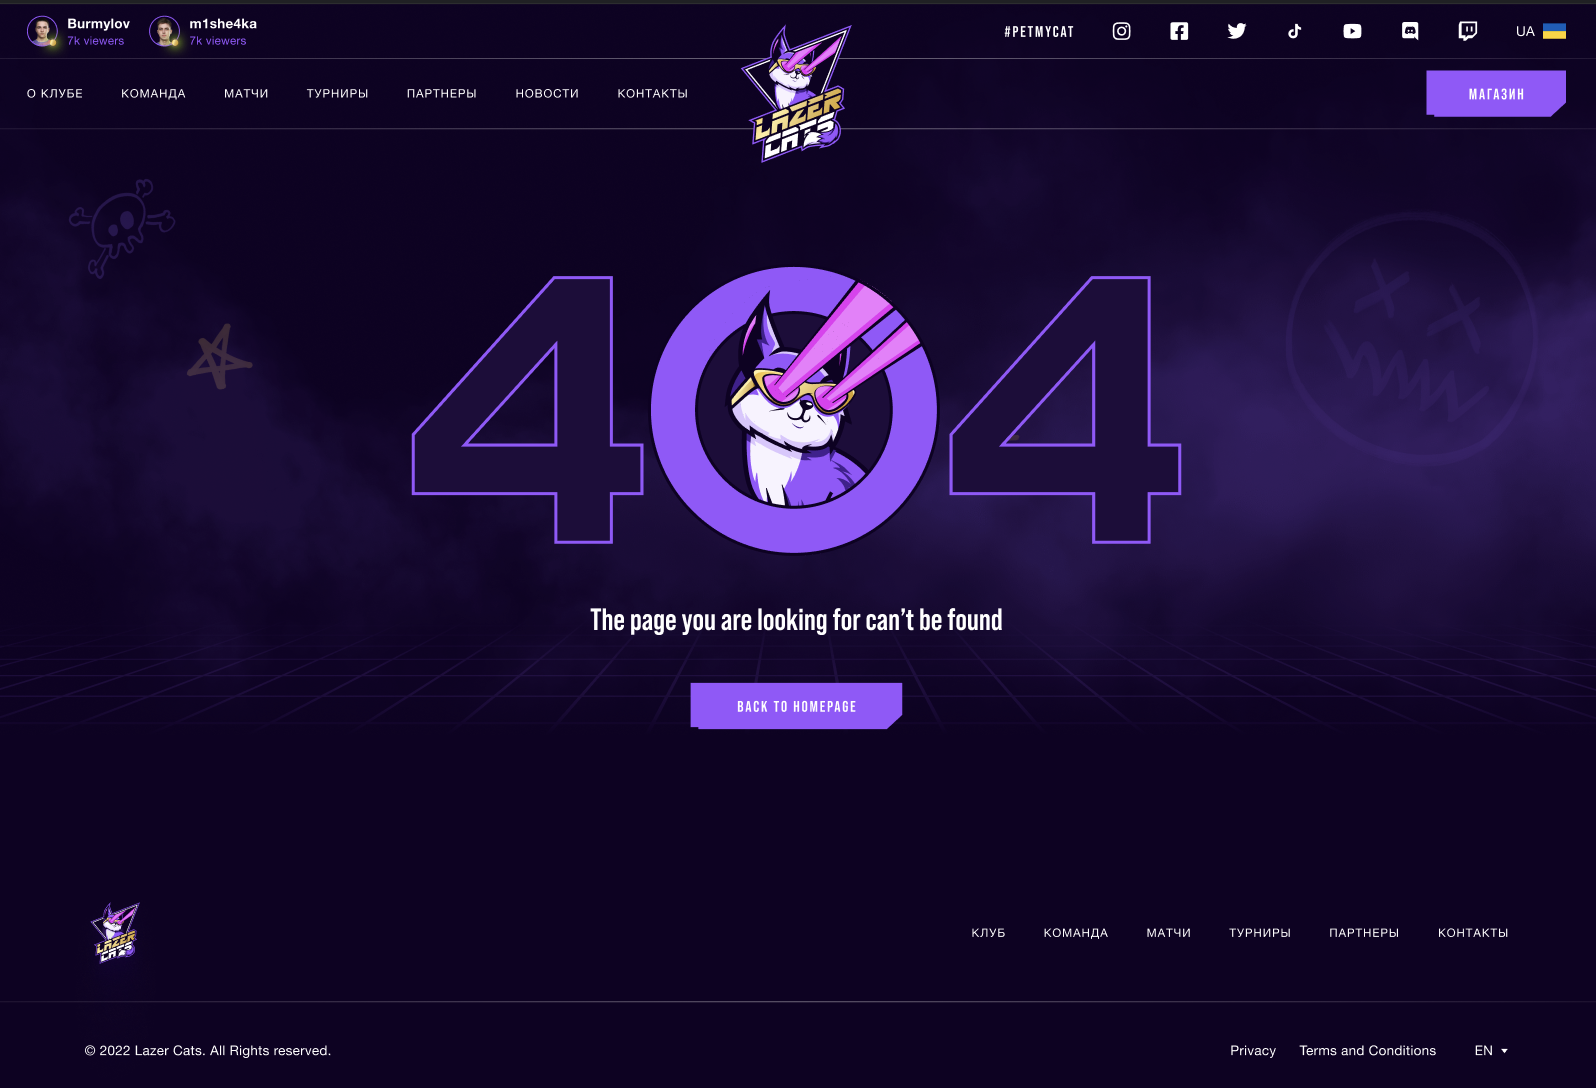 Burmylov
7k viewers
m1she4ka
7k viewers
#PETMYCAT
UA
О КЛУБЕ
КОМАНДА
МАТЧИ
ТУРНИРЫ
ПАРТНЕРЫ
НОВОСТИ
КОНТАКТЫ
LAZER
CATS
МАГАЗИН
404
The page you are looking for can’t be found
BACK TO HOMEPAGE
LAZER
CATS
КЛУБ
КОМАНДА
МАТЧИ
ТУРНИРЫ
ПАРТНЕРЫ
КОНТАКТЫ
© 2022 Lazer Cats. All Rights reserved.
Privacy
Terms and Conditions
EN